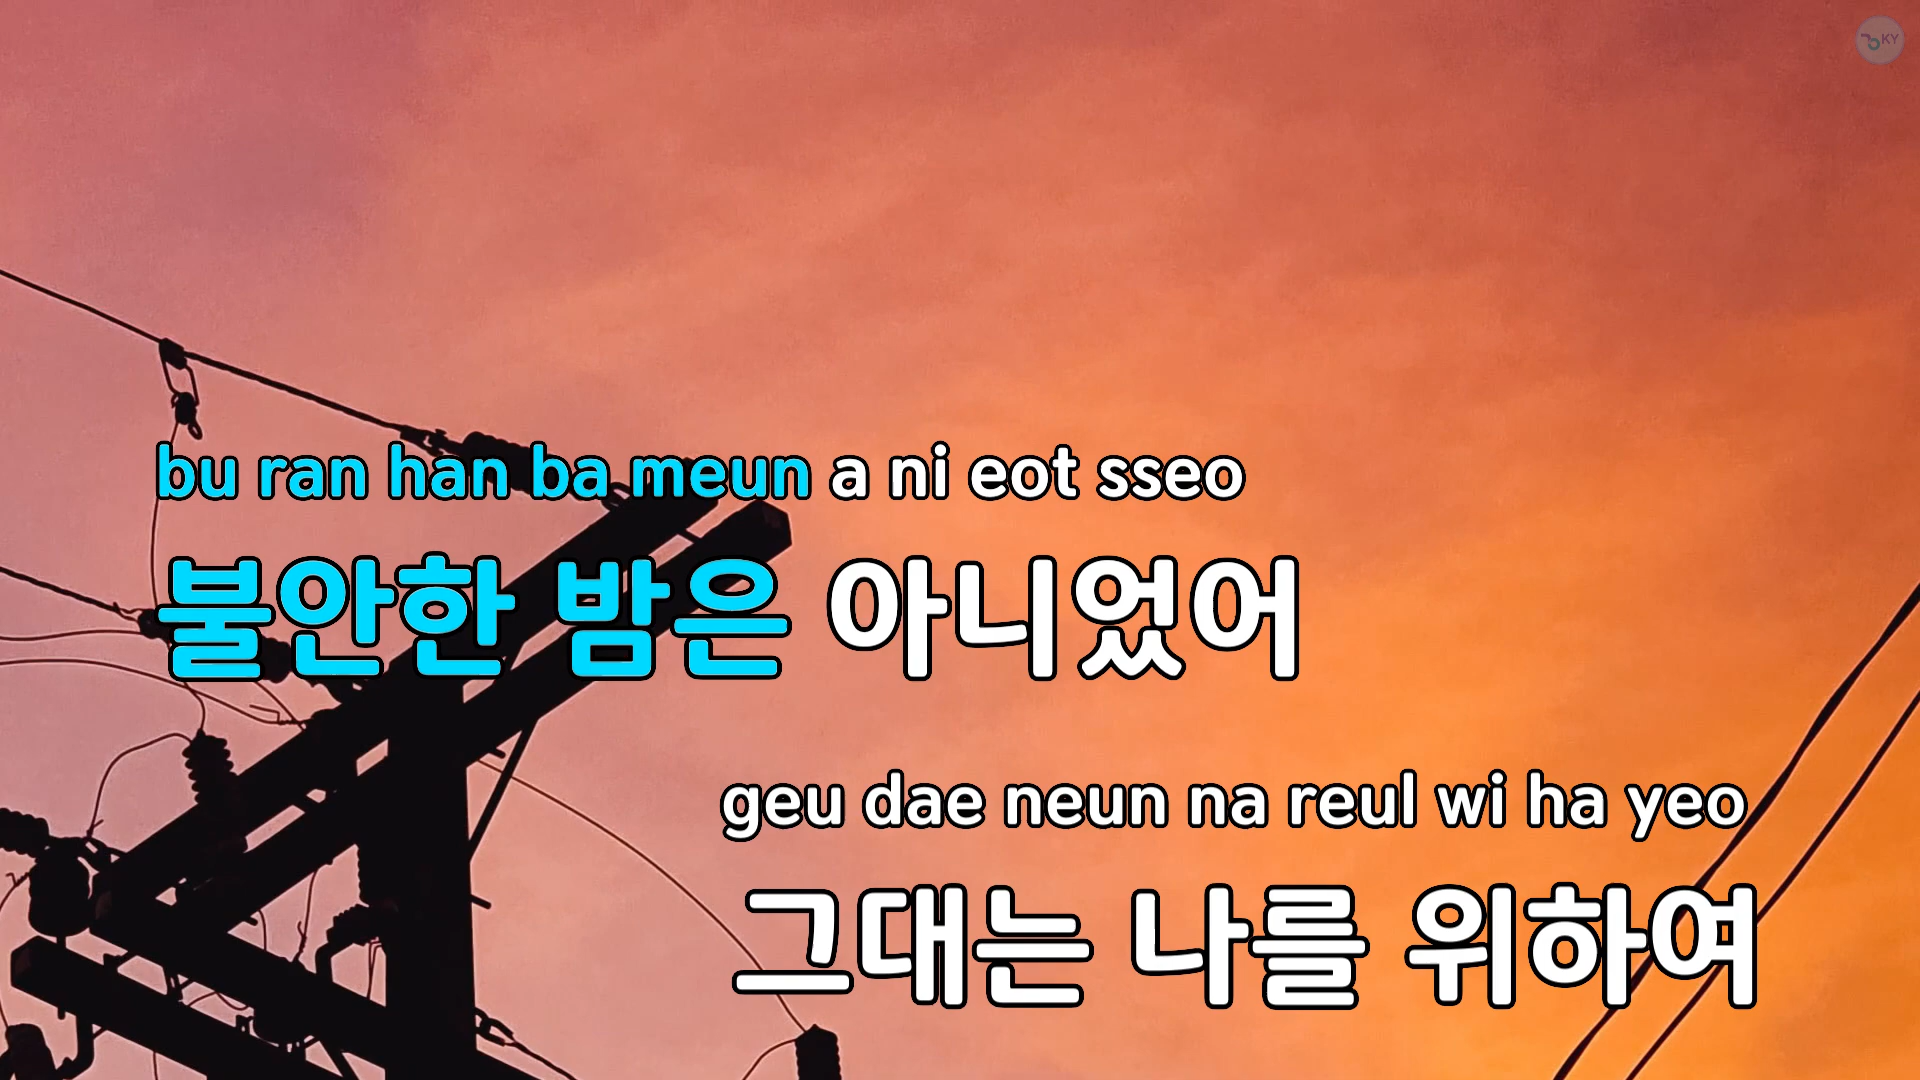 KY
bu ran han ba meun a ni eot sseo
불안한 밤은 아니었어
geu dae neun na reul wi ha yeo
그대는 나를 위하여